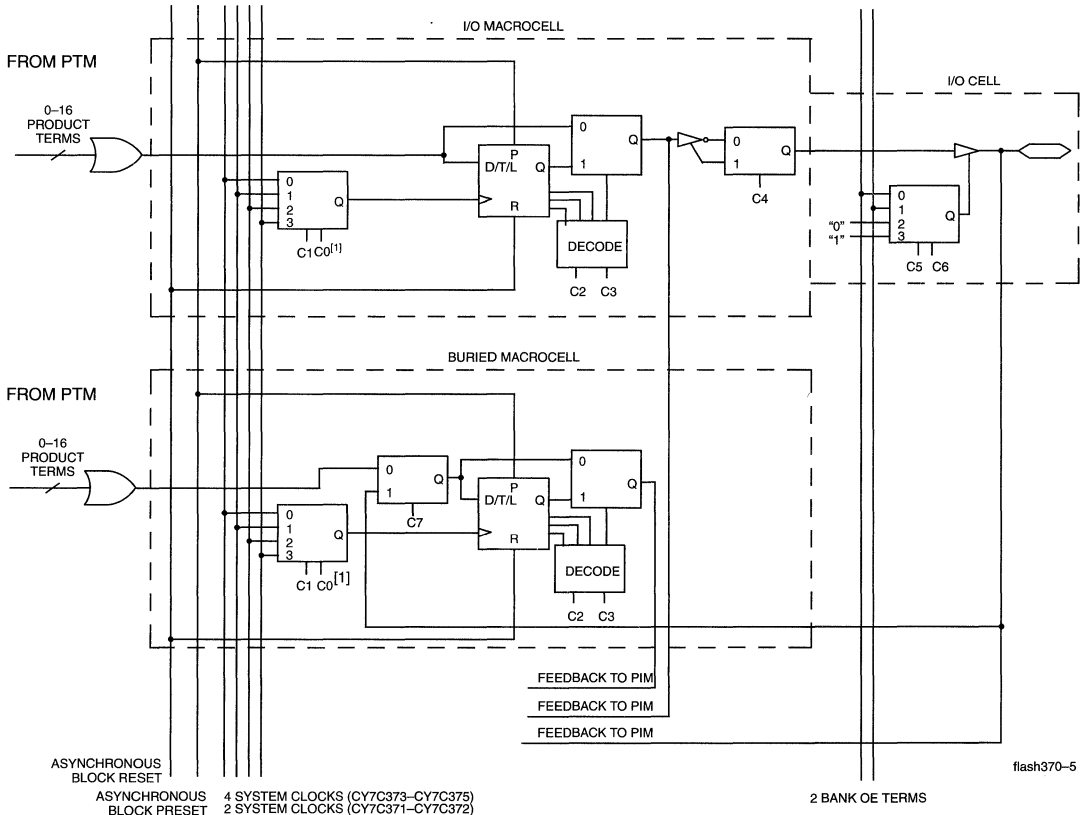 I/O MACROCELL
FROM PTM
I/O CELL
0–16
PRODUCT
TERMS
0
Q
1
P
D/T/L Q
R
0
1
2
3
Q
C1 C0[1]
DECODE
C2 C3
0
1
Q
C4
0
1
"0" 2
"1" 3
Q
C5 C6
BURIED MACROCELL
FROM PTM
0–16
PRODUCT
TERMS
0
1
Q
C7
P
D/T/L Q
R
0
1
Q
0
1
2
3
Q
C1 C0[1]
DECODE
C2 C3
FEEDBACK TO PIM
FEEDBACK TO PIM
FEEDBACK TO PIM
ASYNCHRONOUS
BLOCK RESET
flash370–5
ASYNCHRONOUS
BLOCK PRESET
4 SYSTEM CLOCKS (CY7C373–CY7C375)
2 SYSTEM CLOCKS (CY7C371–CY7C372)
2 BANK OE TERMS